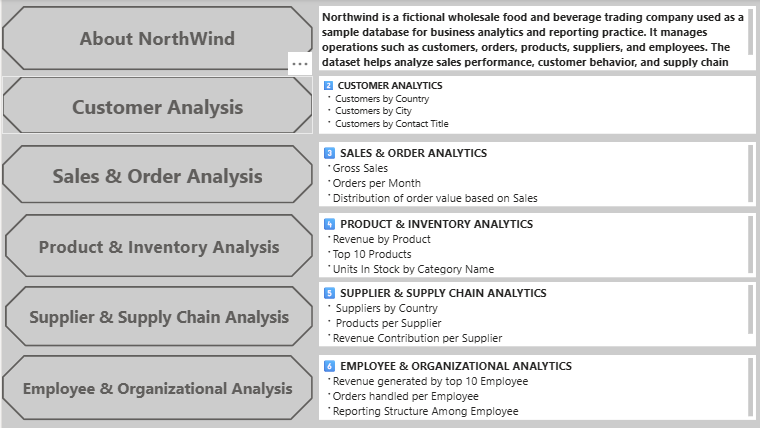 About NorthWind
Northwind is a fictional wholesale food and beverage trading company used as a
sample database for business analytics and reporting practice. It manages
operations such as customers, orders, products, suppliers, and employees. The
dataset helps analyze sales performance, customer behavior, and supply chain
Customer Analysis
2 CUSTOMER ANALYTICS
• Customers by Country
• Customers by City
• Customers by Contact Title
Sales & Order Analysis
3 SALES & ORDER ANALYTICS
• Gross Sales
• Orders per Month
• Distribution of order value based on Sales
Product & Inventory Analysis
4 PRODUCT & INVENTORY ANALYTICS
• Revenue by Product
• Top 10 Products
• Units In Stock by Category Name
Supplier & Supply Chain Analysis
5 SUPPLIER & SUPPLY CHAIN ANALYTICS
• Suppliers by Country
• Products per Supplier
• Revenue Contribution per Supplier
Employee & Organizational Analysis
6 EMPLOYEE & ORGANIZATIONAL ANALYTICS
• Revenue generated by top 10 Employee
• Orders handled per Employee
• Reporting Structure Among Employee